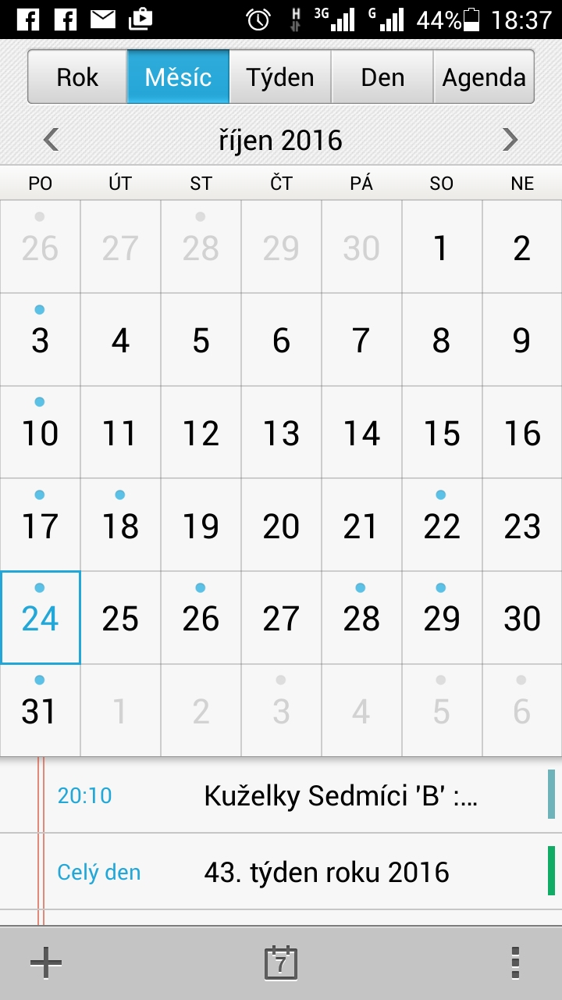 H 3G G 44% 18:37
Rok Měsíc Týden Den Agenda
říjen 2016
PO ÚT ST ČT PÁ SO NE
26 27 28 29 30 1 2
3 4 5 6 7 8 9
10 11 12 13 14 15 16
17 18 19 20 21 22 23
24 25 26 27 28 29 30
31 1 2 3 4 5 6
20:10 Kuželky Sedmíci 'B' :...
Celý den 43. týden roku 2016
7